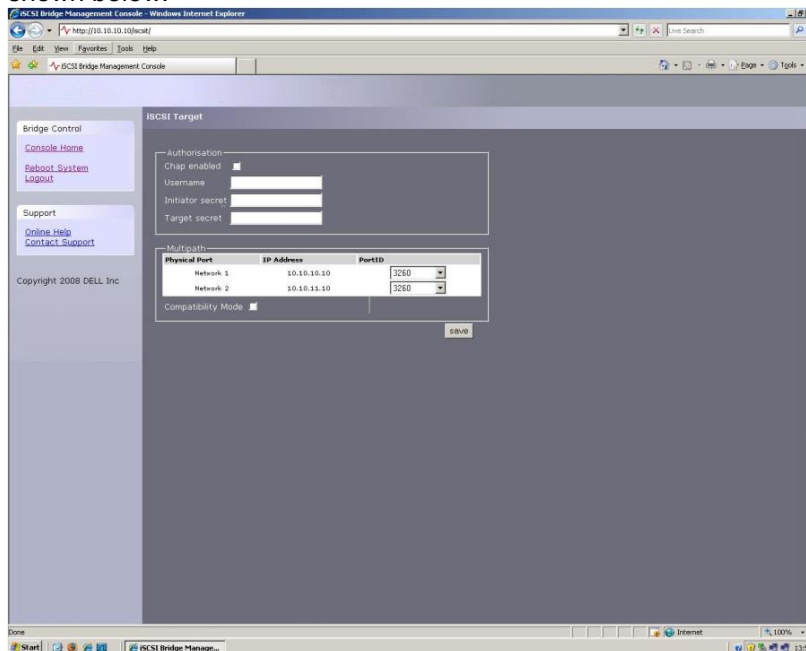 iSCSI Bridge Management Console - Windows Internet Explorer
http://10.10.10.10/iscsit/
Live Search
File Edit View Favorites Tools Help
iSCSI Bridge Management Console
Page Tools
iSCSI Target
Bridge Control
Console Home
Reboot System
Logout
Support
Online Help
Contact Support
Copyright 2008 DELL Inc
Authorisation
Chap enabled
Username
Initiator secret
Target secret
Multipath
Physical Port IP Address PortID
Network 1 10.10.10.10 3260
Network 2 10.10.11.10 3260
Compatibility Mode
save
Done
Internet
100%
Start
iSCSI Bridge Manage...